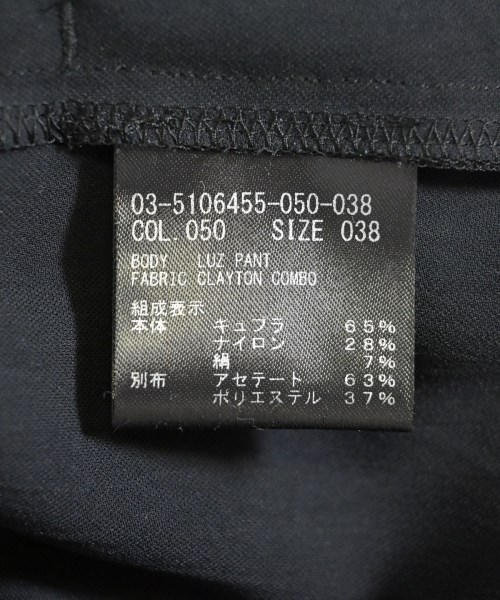 03-5106455-050-038
COL.050 SIZE 038
BODY LUZ PANT
FABRIC CLAYTON COMBO
組成表示
本体 キュプラ 65%
ナイロン 28%
絹 7%
別布 アセテート 63%
ポリエステル 37%